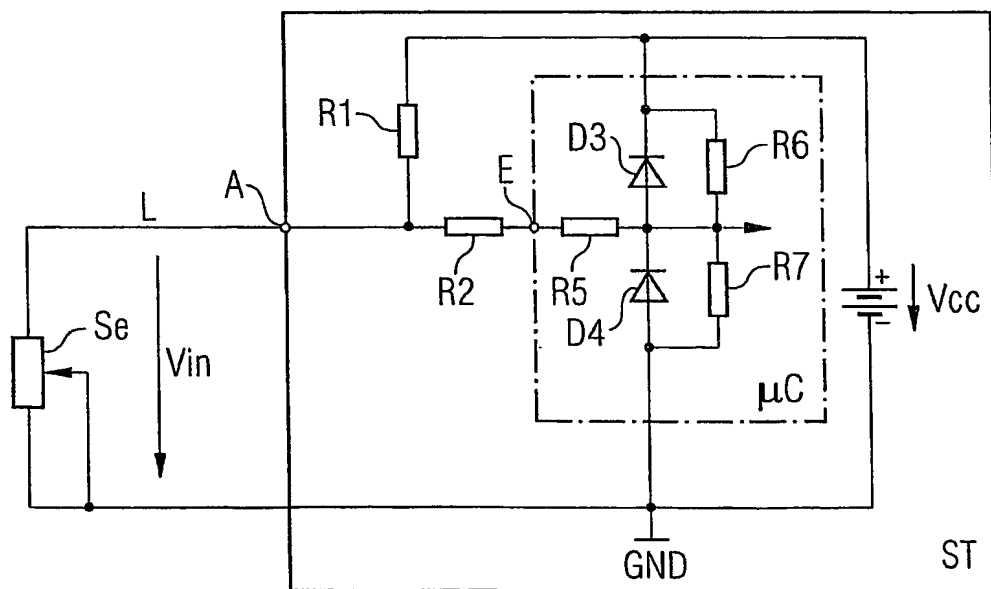 R1
D3
R6
A
E
L
R2
R5
R7
D4
+
Vcc
−
Se
Vin
μC
GND
ST